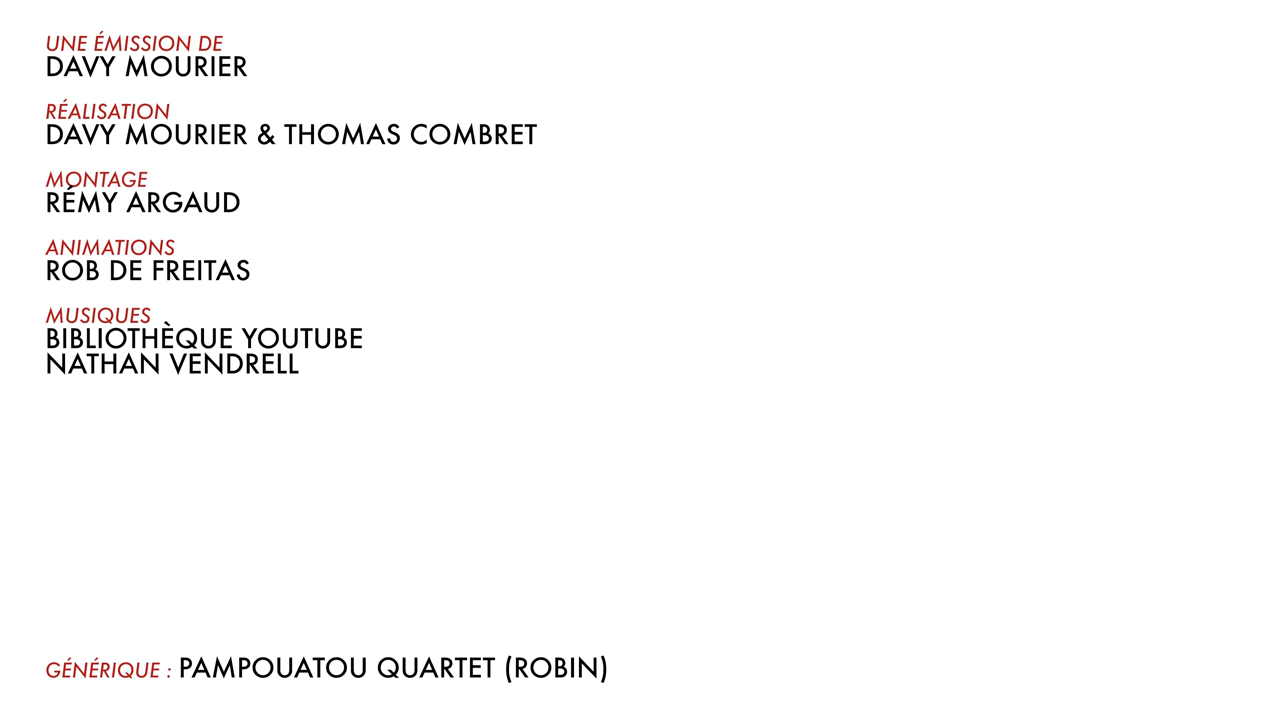 UNE ÉMISSION DE
DAVY MOURIER
RÉALISATION
DAVY MOURIER & THOMAS COMBRET
MONTAGE
RÉMY ARGAUD
ANIMATIONS
ROB DE FREITAS
MUSIQUES
BIBLIOTHÈQUE YOUTUBE
NATHAN VENDRELL
GÉNÉRIQUE : PAMPOUATOU QUARTET (ROBIN)